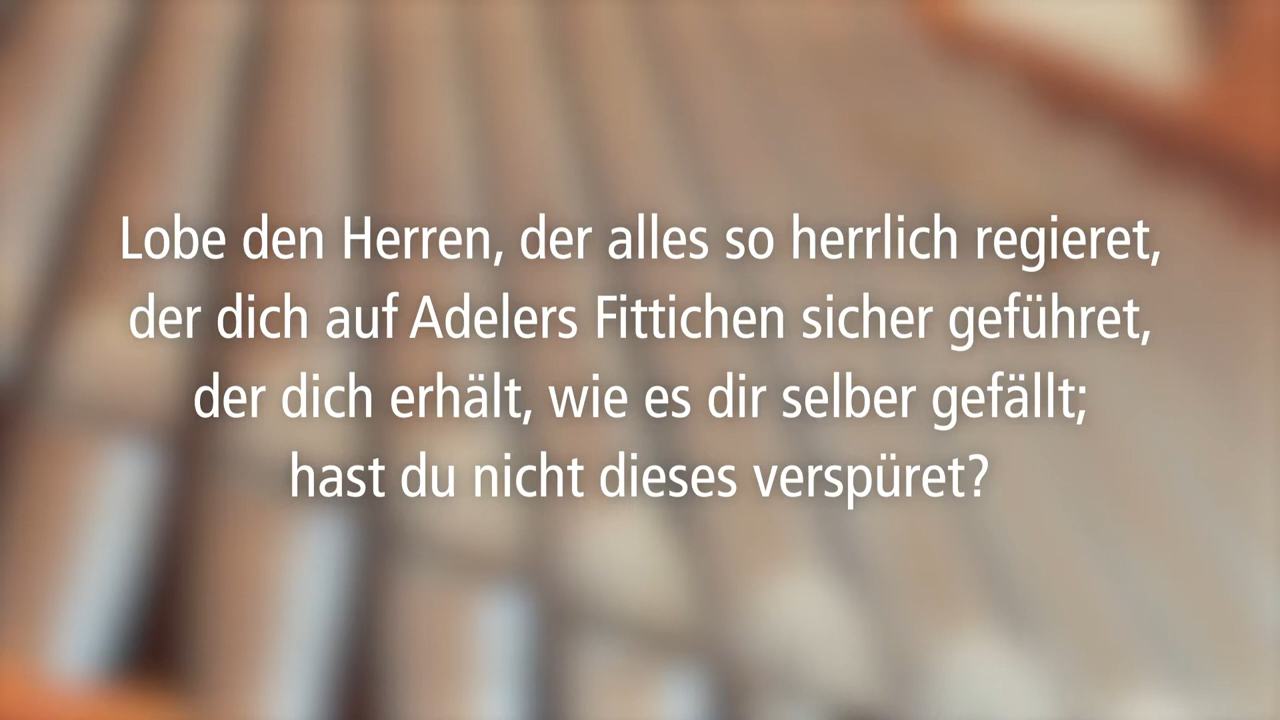 Lobe den Herren, der alles so herrlich regieret,
der dich auf Adelers Fittichen sicher geführet,
der dich erhält, wie es dir selber gefällt;
hast du nicht dieses verspüret?